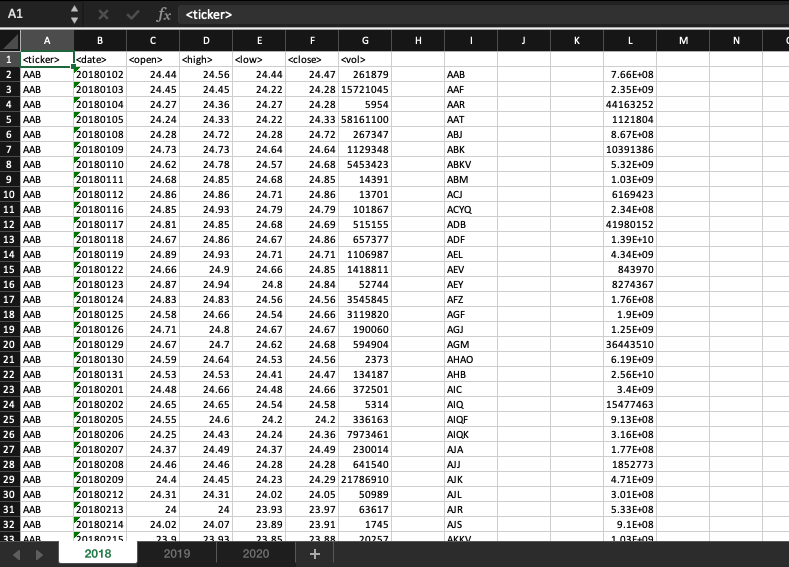 A1 fx <ticker>
A B C D E F G H I J K L M N
1 <ticker> <date> <open> <high> <low> <close> <vol>
2 AAB 20180102 24.44 24.56 24.44 24.47 261879 AAB 7.66E+08
3 AAB 20180103 24.45 24.45 24.22 24.28 15721045 AAF 2.35E+09
4 AAB 20180104 24.27 24.36 24.27 24.28 5954 AAR 44163252
5 AAB 20180105 24.24 24.33 24.22 24.33 58161100 AAT 1121804
6 AAB 20180108 24.28 24.72 24.28 24.72 267347 ABJ 8.67E+08
7 AAB 20180109 24.73 24.73 24.64 24.64 1129348 ABK 10391386
8 AAB 20180110 24.62 24.78 24.57 24.68 5453423 ABKV 5.32E+09
9 AAB 20180111 24.68 24.85 24.68 24.85 14391 ABM 1.03E+09
10 AAB 20180112 24.86 24.86 24.71 24.86 13701 ACJ 6169423
11 AAB 20180116 24.85 24.93 24.79 24.79 101867 ACYQ 2.34E+08
12 AAB 20180117 24.81 24.85 24.68 24.69 515155 ADB 41980152
13 AAB 20180118 24.67 24.86 24.67 24.86 657377 ADF 1.39E+10
14 AAB 20180119 24.89 24.93 24.71 24.71 1106987 AEL 4.34E+09
15 AAB 20180122 24.66 24.9 24.66 24.85 1418811 AEV 843970
16 AAB 20180123 24.87 24.94 24.8 24.84 52744 AEY 8274367
17 AAB 20180124 24.83 24.83 24.56 24.56 3545845 AFZ 1.76E+08
18 AAB 20180125 24.58 24.66 24.54 24.66 3119820 AGF 1.9E+09
19 AAB 20180126 24.71 24.8 24.67 24.67 190060 AGJ 1.25E+09
20 AAB 20180129 24.67 24.7 24.62 24.68 594904 AGM 36443510
21 AAB 20180130 24.59 24.64 24.53 24.56 2373 AHAO 6.19E+09
22 AAB 20180131 24.53 24.53 24.41 24.47 134187 AHB 2.56E+10
23 AAB 20180201 24.48 24.66 24.48 24.66 372501 AIC 3.4E+09
24 AAB 20180202 24.65 24.65 24.54 24.58 5314 AIQ 15477463
25 AAB 20180205 24.55 24.6 24.2 24.2 336163 AIQF 9.13E+08
26 AAB 20180206 24.25 24.43 24.24 24.36 7973461 AIQK 3.16E+08
27 AAB 20180207 24.37 24.49 24.37 24.49 230014 AJA 1.77E+08
28 AAB 20180208 24.46 24.46 24.28 24.28 641540 AJJ 1852773
29 AAB 20180209 24.4 24.45 24.23 24.29 21786910 AJK 4.71E+09
30 AAB 20180212 24.31 24.31 24.02 24.05 50989 AJL 3.01E+08
31 AAB 20180213 24 24 23.93 23.97 63617 AJR 5.33E+08
32 AAB 20180214 24.02 24.07 23.89 23.91 1745 AJS 9.1E+08
33 AAB 20180215 23.9 23.93 23.85 23.88 20257 AKKV 1.03E+09
2018 2019 2020 +